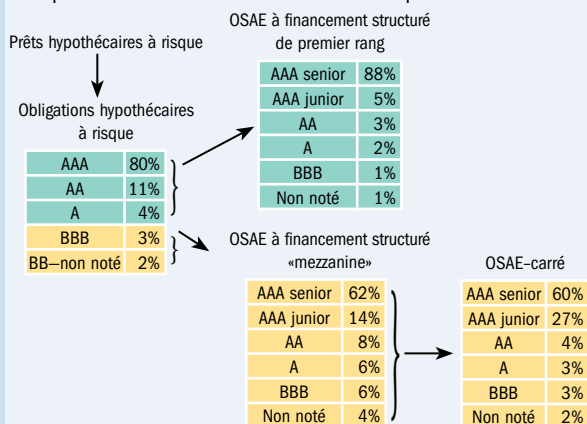 Prêts hypothécaires à risque
Obligations hypothécaires
à risque
AAA 80%
AA 11%
A 4%
BBB 3%
BB—non noté 2%
OSAE à financement structuré
de premier rang
AAA senior 88%
AAA junior 5%
AA 3%
A 2%
BBB 1%
Non noté 1%
OSAE à financement structuré
«mezzanine»
AAA senior 62%
AAA junior 14%
AA 8%
A 6%
BBB 6%
Non noté 4%
OSAE–carré
AAA senior 60%
AAA junior 27%
AA 4%
A 3%
BBB 3%
Non noté 2%